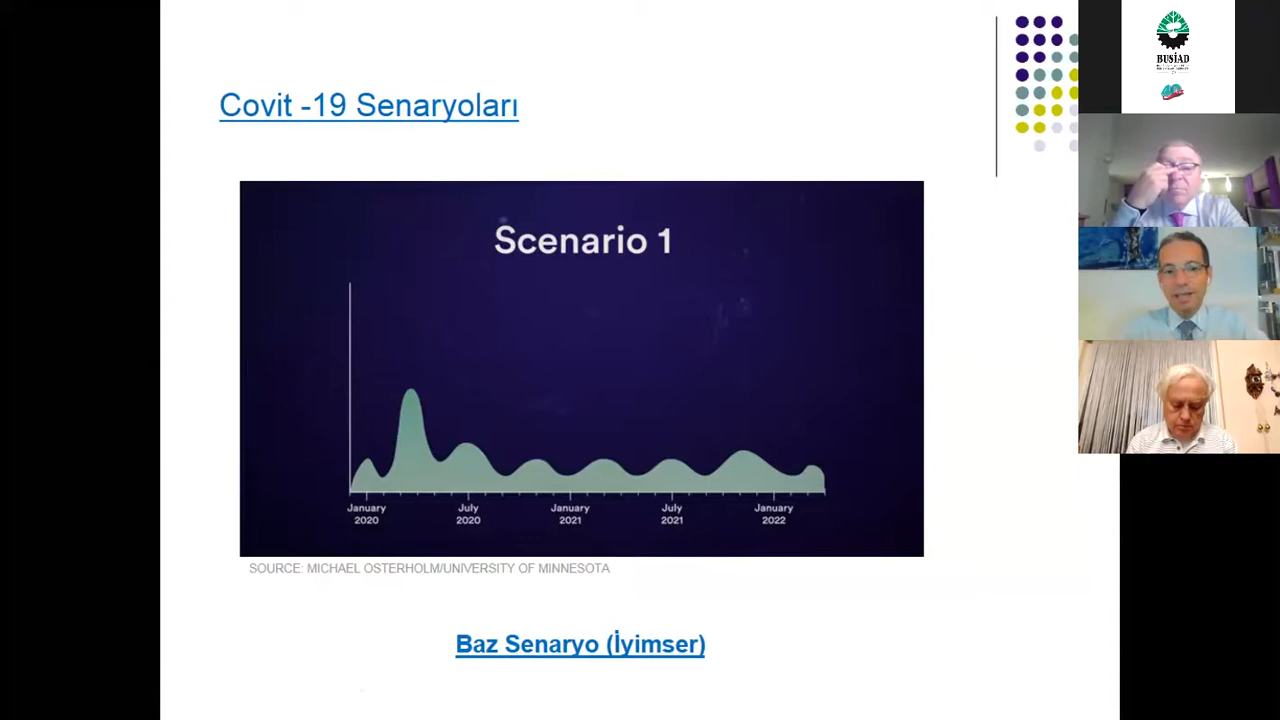 Covit -19 Senaryoları
Scenario 1
January
2020
July
2020
January
2021
July
2021
January
2022
SOURCE: MICHAEL OSTERHOLM/UNIVERSITY OF MINNESOTA
Baz Senaryo (İyimser)
BUSİAD